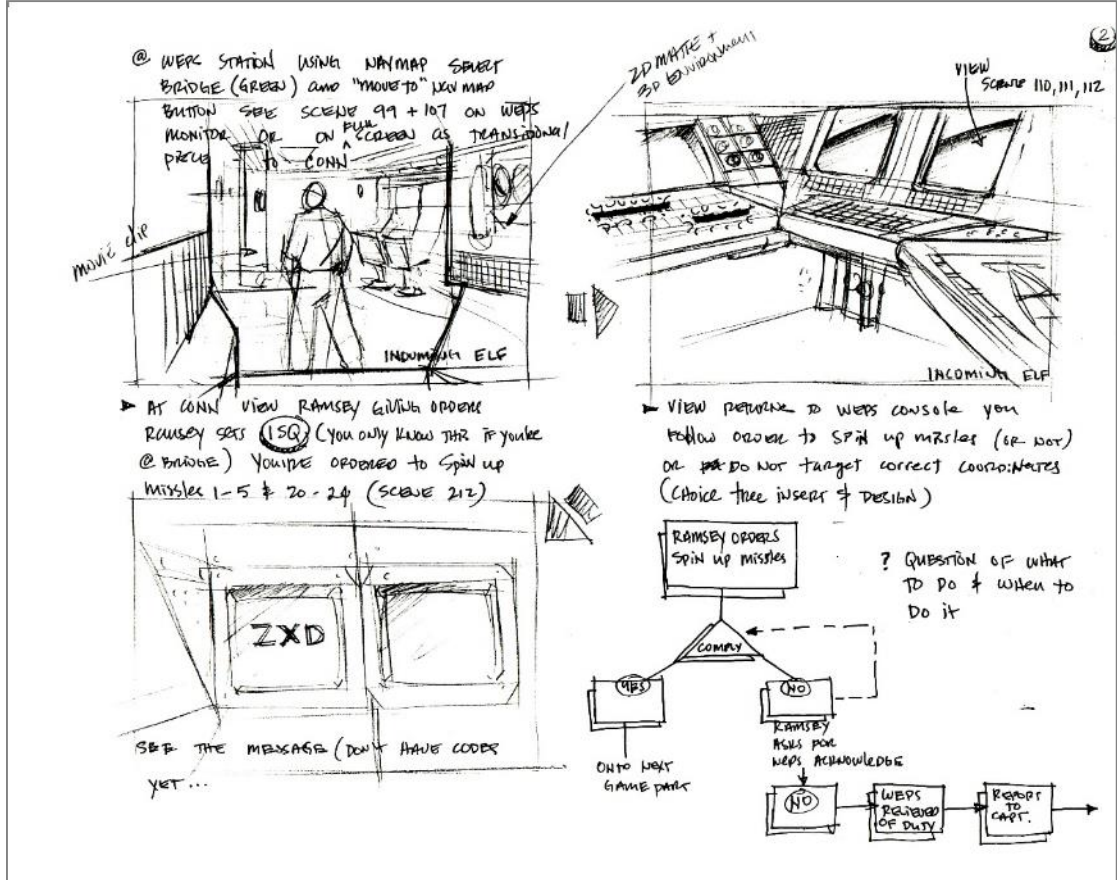 2
@ WEPS STATION USING NAVMAP SELECT
BRIDGE (GREEN) and "MOVE TO" NAV MAP
BUTTON SEE SCENE 99 + 107 ON WEPS
MONITOR OR ON FULL SCREEN as TRANSITIONAL/
PIECE to CONN
MOVIE clip
2D MATTE +
3D ENVIRONMENT
VIEW
SCENE 110, 111, 112
INCOMING ELF
INCOMING ELF
AT CONN VIEW RAMSEY GIVING ORDERS
RAMSEY SETS 1SQ (YOU ONLY KNOW THIS IF YOU'RE
@ BRIDGE) YOU'RE ORDERED to SPIN UP
MISSLES 1-5 & 20-24 (SCENE 212)
VIEW RETURNS TO WEPS CONSOLE YOU
FOLLOW ORDER to SPIN UP MISSLES (OR NOT)
OR DO NOT target CORRECT COORDINATES
(CHOICE tree INSERT & DESIGN)
ZXD
SEE THE MESSAGE (DON'T HAVE CODES
YET ...
RAMSEY ORDERS
SPIN UP MISSLES
? QUESTION OF WHAT
TO DO & WHEN TO
DO it
COMPLY
YES
NO
ONTO NEXT
GAME PART
RAMSEY
ASKS FOR
WEPS ACKNOWLEDGE
NO
WEPS
RELIEVED
OF DUTY
REPORT
TO
CAPT.